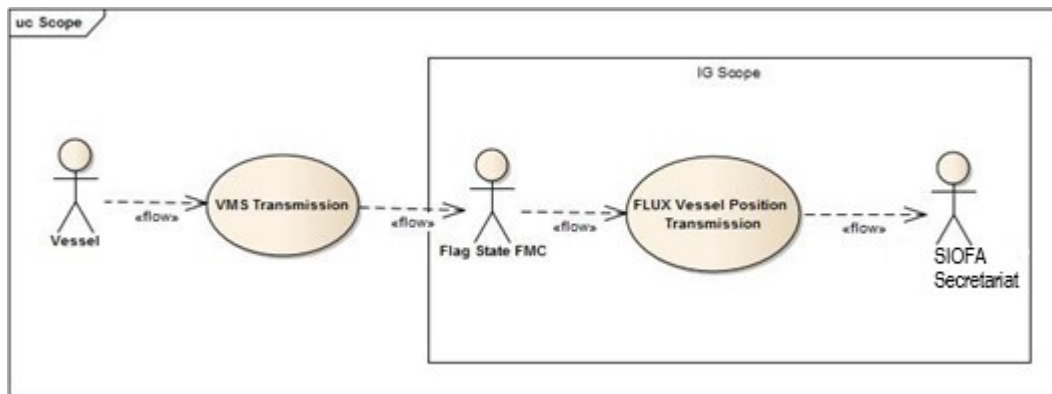 uc Scope
IG Scope
VMS Transmission
FLUX Vessel Position
Transmission
«flow»
«flow»
«flow»
«flow»
Vessel
Flag State FMC
SIOFA
Secretariat